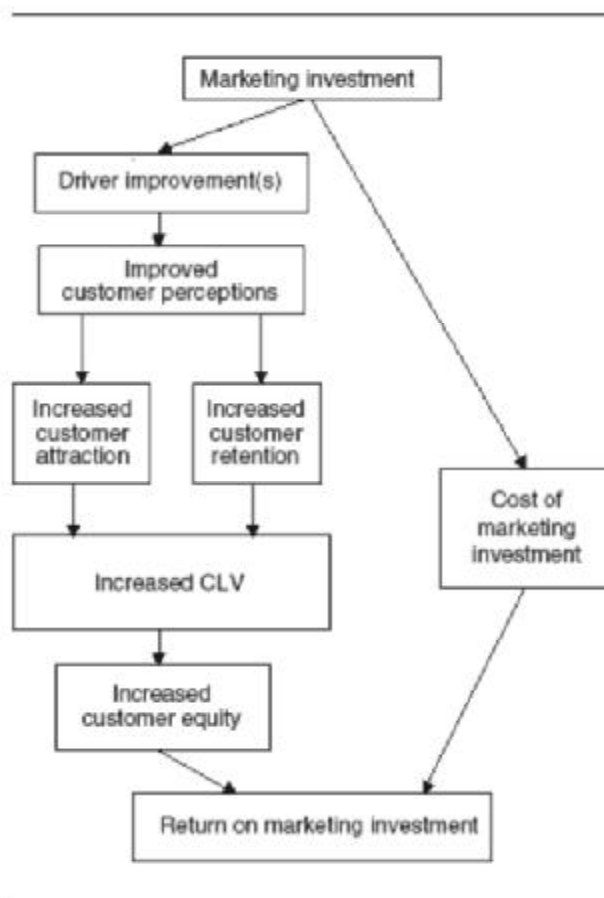 Marketing investment
Driver improvement(s)
Improved
customer perceptions
Increased
customer
attraction
Increased
customer
retention
Cost of
marketing
investment
Increased CLV
Increased
customer equity
Return on marketing investment